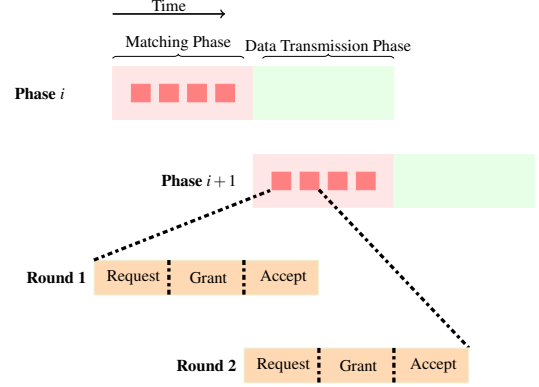 Time
Matching Phase
Data Transmission Phase
Phase i
Phase i + 1
Round 1
Request
Grant
Accept
Round 2
Request
Grant
Accept